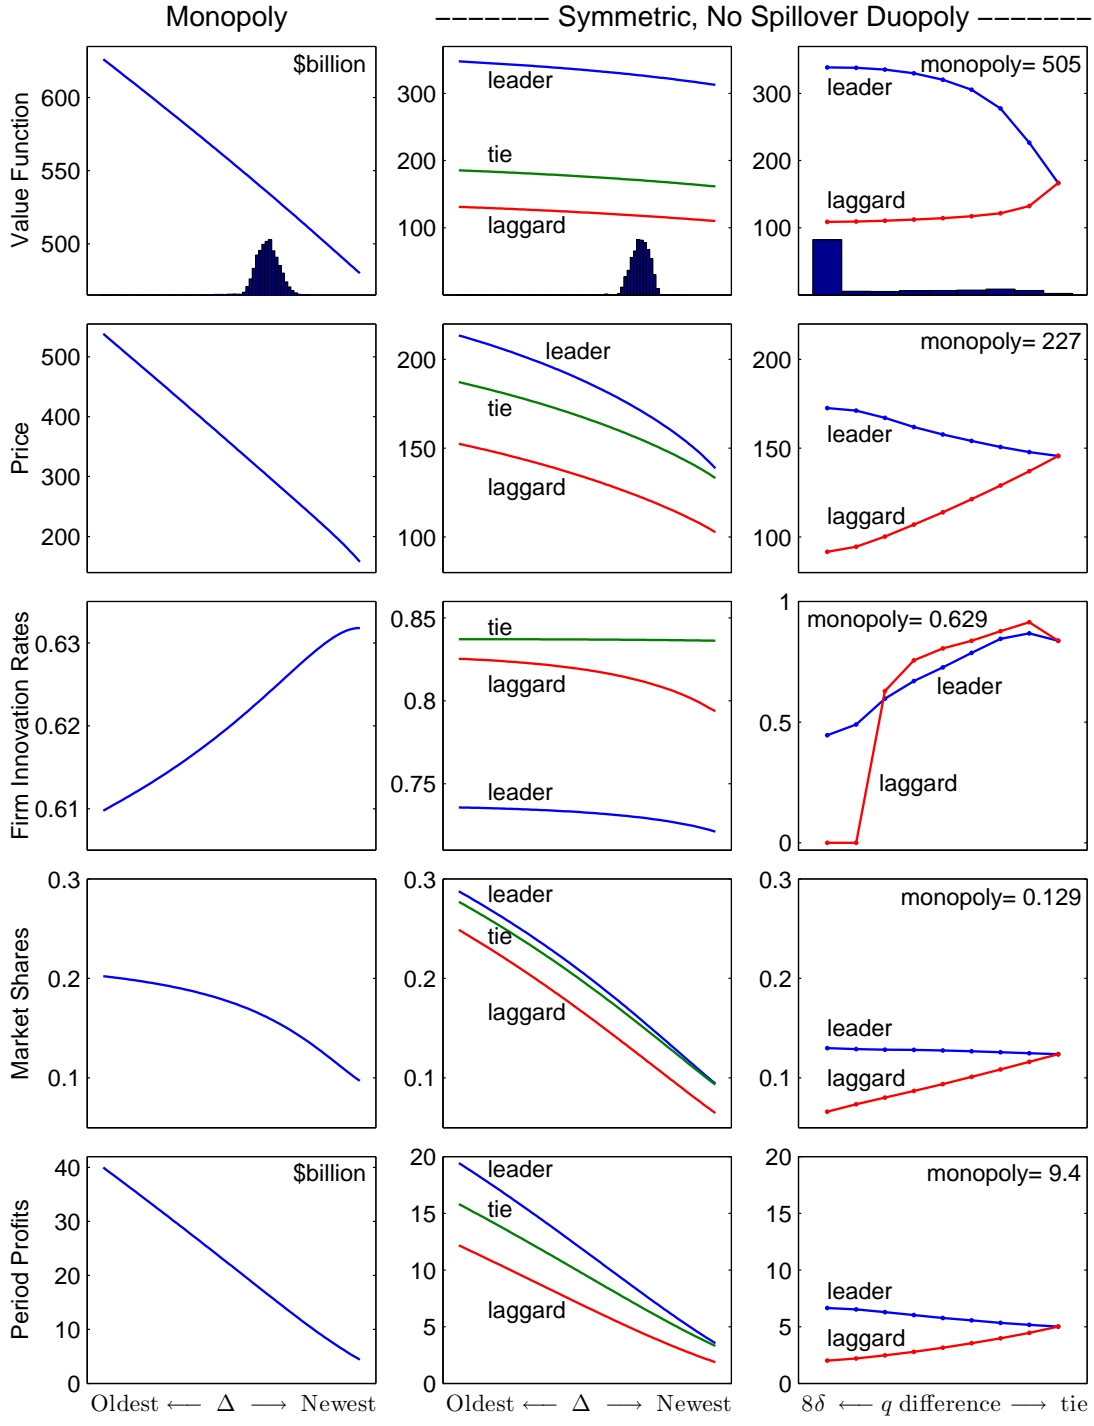 Monopoly
–––––– Symmetric, No Spillover Duopoly ––––––
Value Function
600
550
500
$billion
300
200
100
leader
tie
laggard
300
200
100
monopoly= 505
leader
laggard
Price
500
400
300
200
200
150
100
leader
tie
laggard
200
150
100
monopoly= 227
leader
laggard
Firm Innovation Rates
0.63
0.62
0.61
0.85
0.8
0.75
tie
laggard
leader
1
0.5
0
monopoly= 0.629
leader
laggard
Market Shares
0.3
0.2
0.1
0.3
0.2
0.1
leader
tie
laggard
0.3
0.2
0.1
monopoly= 0.129
leader
laggard
Period Profits
40
30
20
10
0
$billion
20
15
10
5
0
leader
tie
laggard
20
15
10
5
0
monopoly= 9.4
leader
laggard
Oldest ⟵ Δ ⟶ Newest
Oldest ⟵ Δ ⟶ Newest
8δ ⟵ q difference ⟶ tie